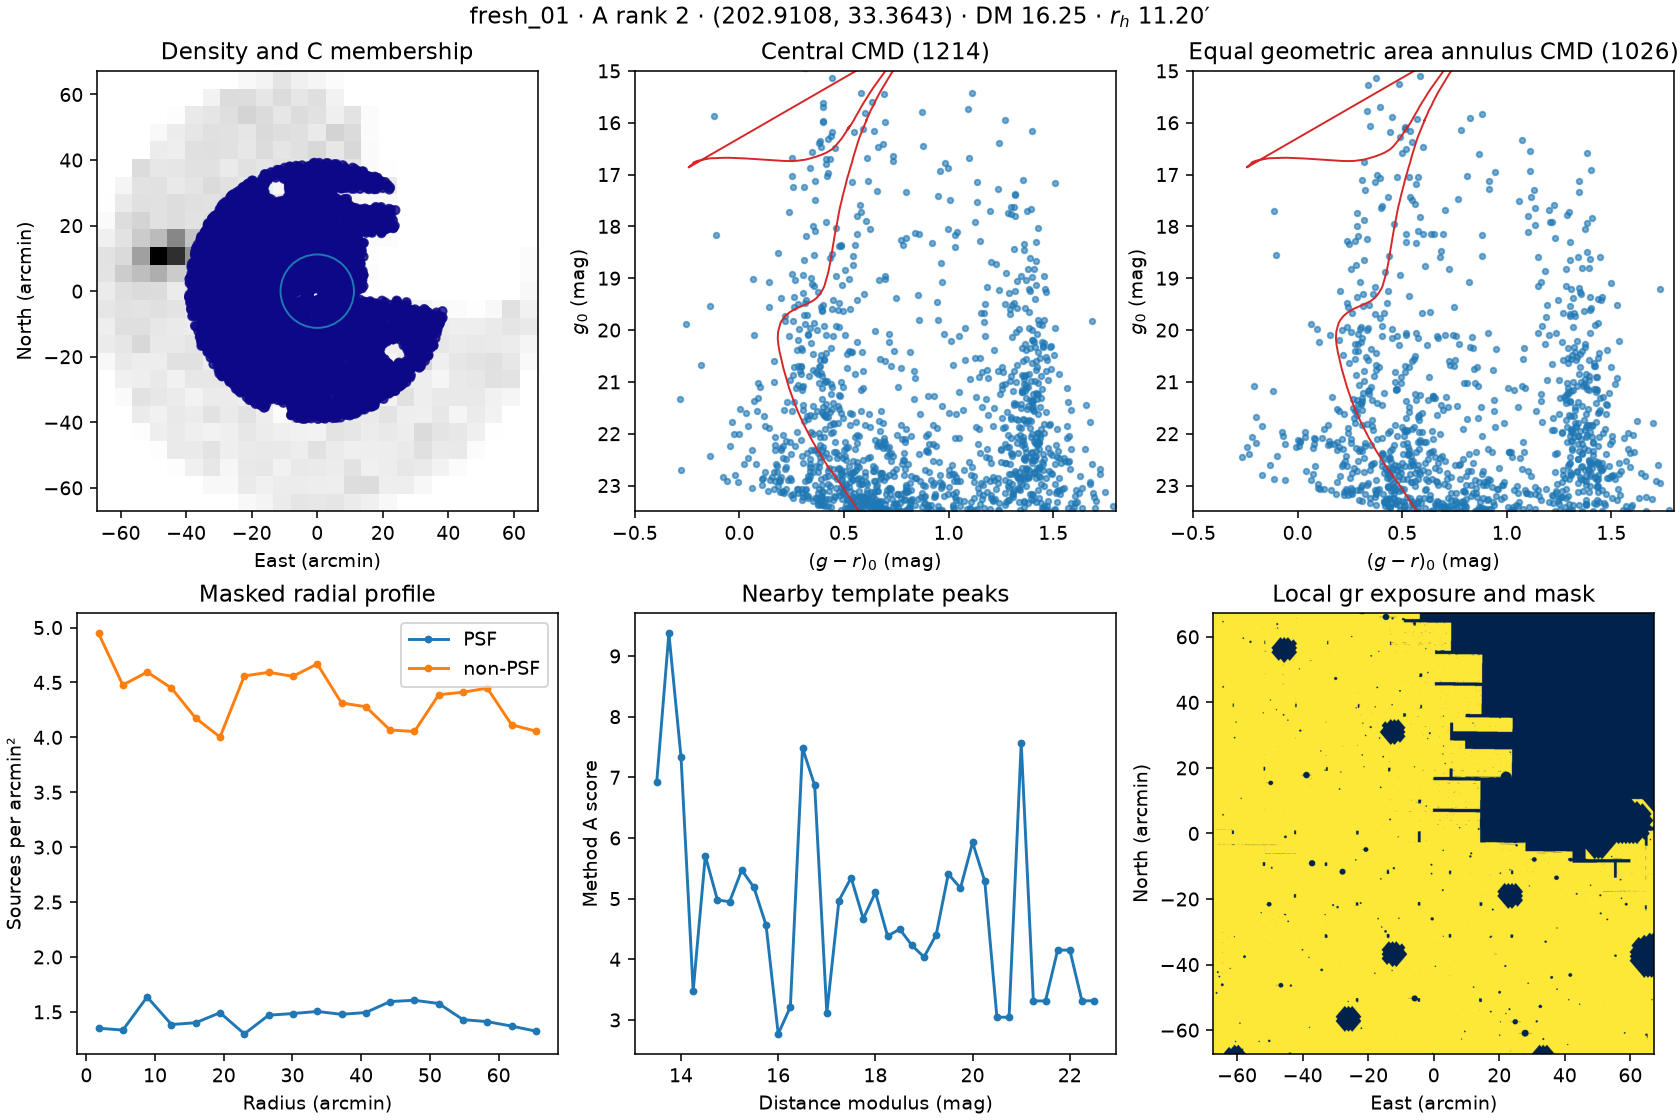 fresh_01 · A rank 2 · (202.9108, 33.3643) · DM 16.25 · r_h 11.20′
Density and C membership
60
40
20
0
−20
−40
−60
North (arcmin)
−60 −40 −20 0 20 40 60
East (arcmin)
Central CMD (1214)
15
16
17
18
19
20
21
22
23
g₀ (mag)
−0.5 0.0 0.5 1.0 1.5
(g − r)₀ (mag)
Equal geometric area annulus CMD (1026)
15
16
17
18
19
20
21
22
23
g₀ (mag)
−0.5 0.0 0.5 1.0 1.5
(g − r)₀ (mag)
Masked radial profile
PSF
non-PSF
5.0
4.5
4.0
3.5
3.0
2.5
2.0
1.5
Sources per arcmin²
0 10 20 30 40 50 60
Radius (arcmin)
Nearby template peaks
9
8
7
6
5
4
3
Method A score
14 16 18 20 22
Distance modulus (mag)
Local gr exposure and mask
60
40
20
0
−20
−40
−60
North (arcmin)
−60 −40 −20 0 20 40 60
East (arcmin)